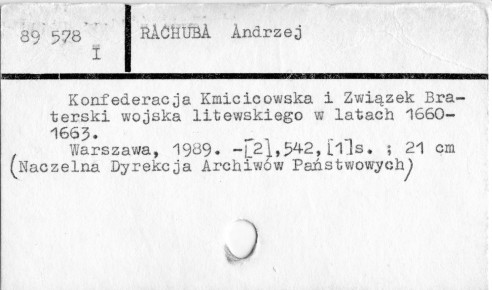 89 578
I
RACHUBA Andrzej
Konfederacja Kmicicowska i Związek Bra-
terski wojska litewskiego w latach 1660-
1663.
Warszawa, 1989. -[2],542,[1]s. ; 21 cm
(Naczelna Dyrekcja Archiwów Państwowych)